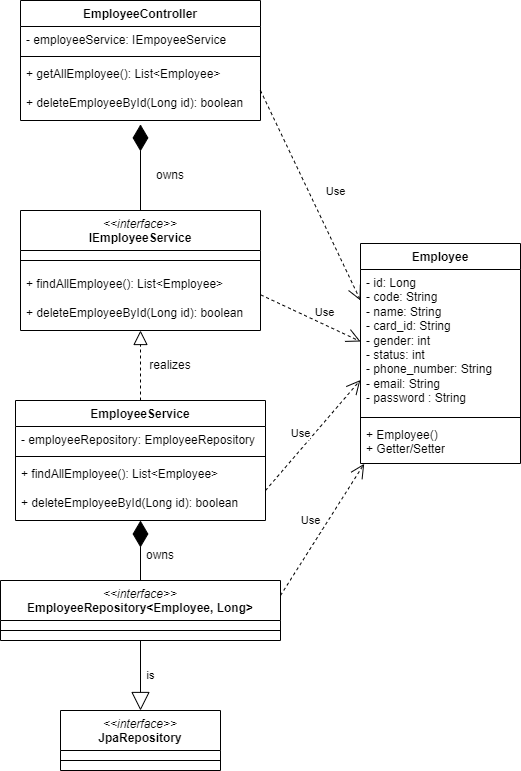 EmployeeController
- employeeService: IEmpoyeeService
+ getAllEmployee(): List<Employee>
+ deleteEmployeeById(Long id): boolean
owns
Use
<<interface>>
IEmployeeService
+ findAllEmployee(): List<Employee>
+ deleteEmployeeById(Long id): boolean
Use
Employee
- id: Long
- code: String
- name: String
- card_id: String
- gender: int
- status: int
- phone_number: String
- email: String
- password : String
+ Employee()
+ Getter/Setter
realizes
EmployeeService
- employeeRepository: EmployeeRepository
+ findAllEmployee(): List<Employee>
+ deleteEmployeeById(Long id): boolean
Use
owns
Use
<<interface>>
EmployeeRepository<Employee, Long>
is
<<interface>>
JpaRepository